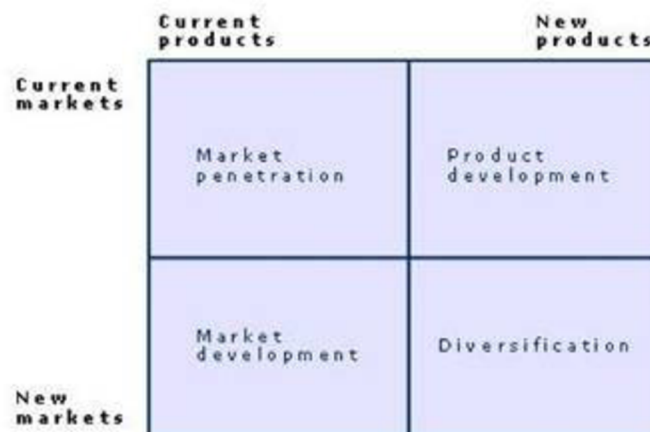 Current
products
New
products
Current
markets
Market
penetration
Product
development
Market
development
Diversification
New
markets